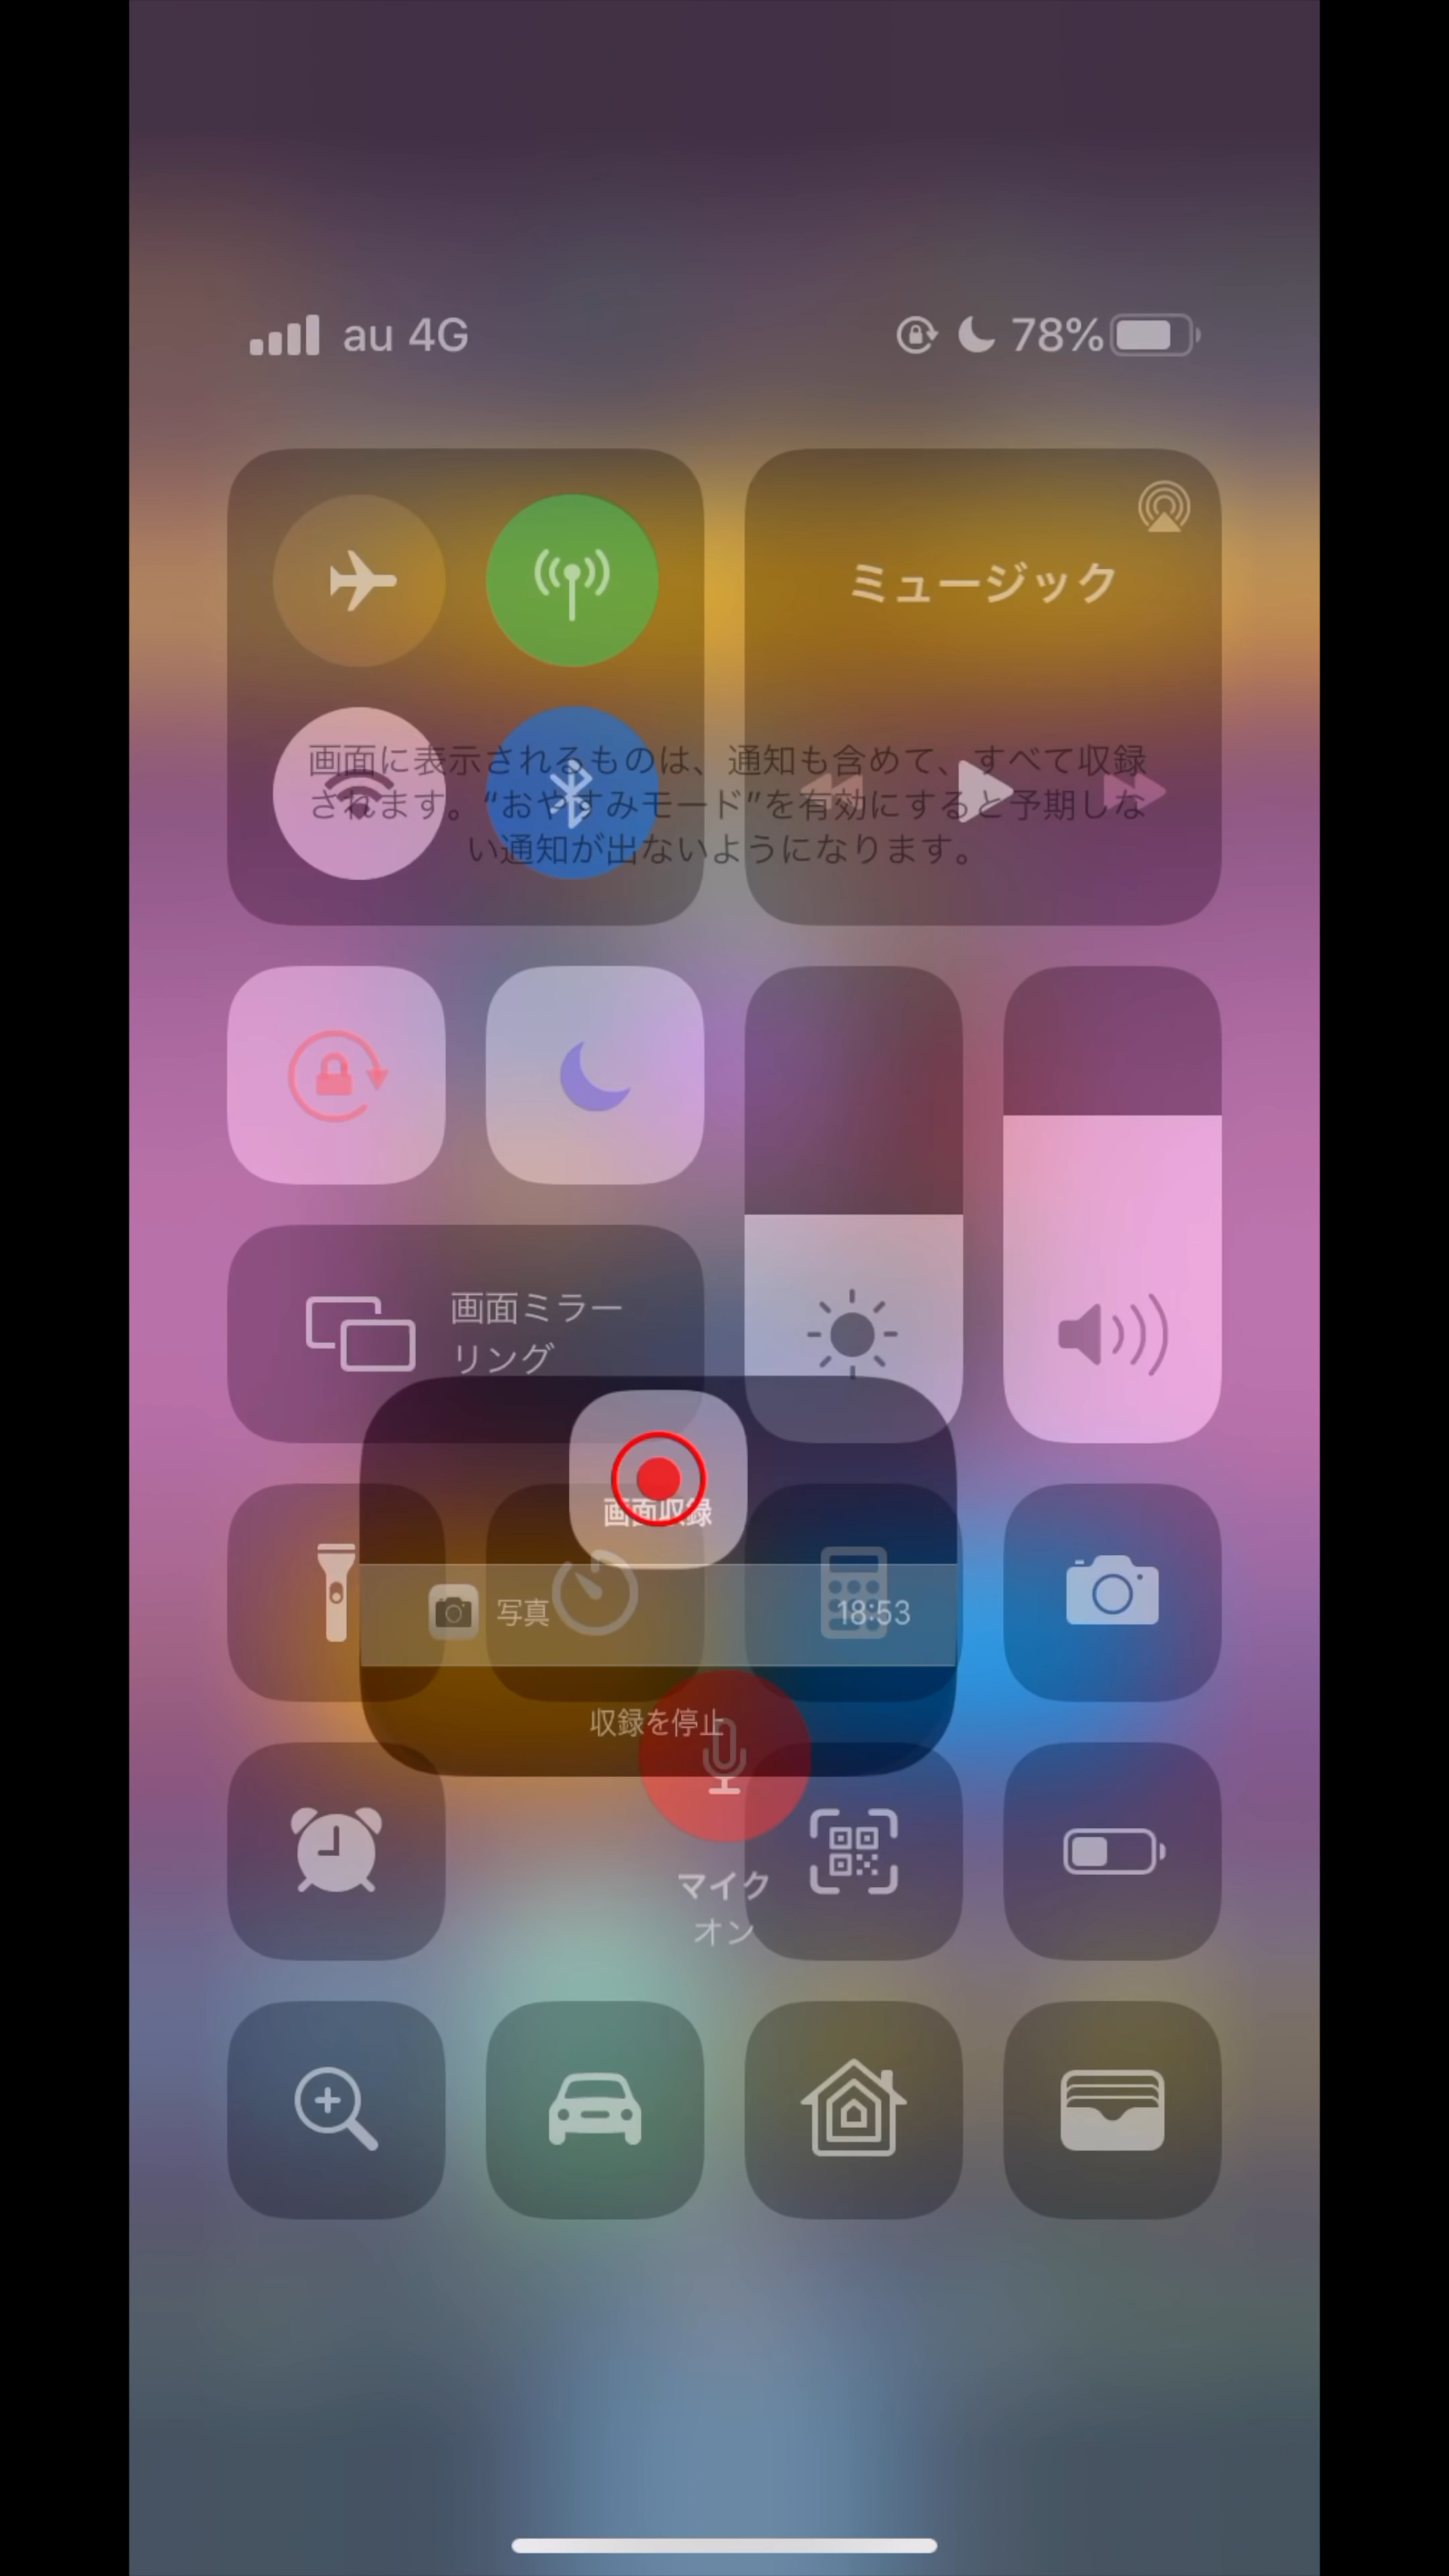 au 4G
78%
ミュージック
画面に表示されるものは、通知も含めて、すべて収録
されます。“おやすみモード”を有効にすると予期しな
い通知が出ないようになります。
画面ミラー
リング
画面収録
写真
18:53
収録を停止
マイク
オン